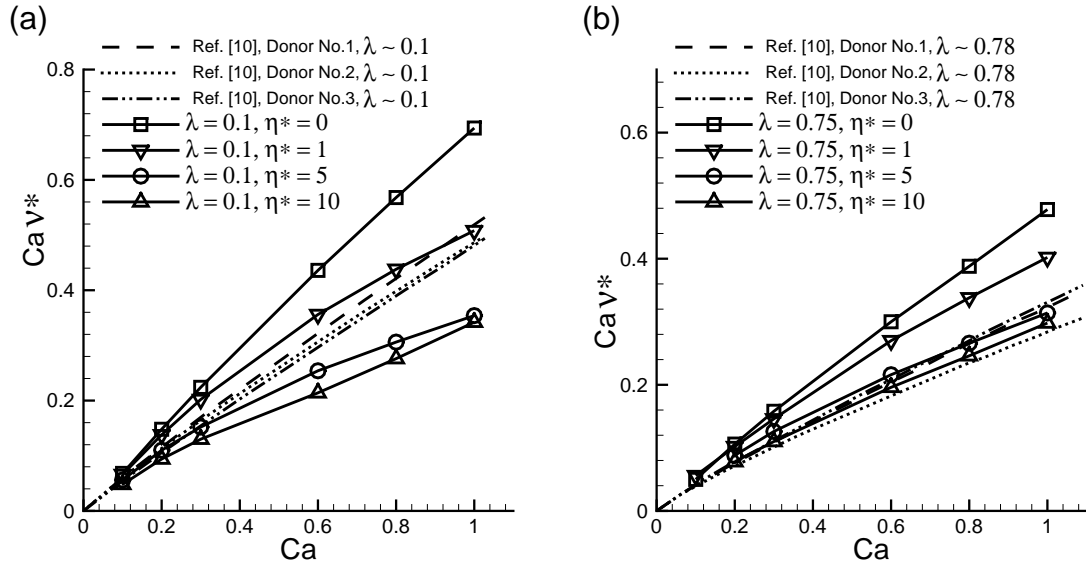 (a)
Ref. [10], Donor No.1, λ ~ 0.1
Ref. [10], Donor No.2, λ ~ 0.1
Ref. [10], Donor No.3, λ ~ 0.1
λ = 0.1, η* = 0
λ = 0.1, η* = 1
λ = 0.1, η* = 5
λ = 0.1, η* = 10
0.8
0.6
0.4
0.2
0
Ca ν*
0 0.2 0.4 0.6 0.8 1
Ca
(b)
Ref. [10], Donor No.1, λ ~ 0.78
Ref. [10], Donor No.2, λ ~ 0.78
Ref. [10], Donor No.3, λ ~ 0.78
λ = 0.75, η* = 0
λ = 0.75, η* = 1
λ = 0.75, η* = 5
λ = 0.75, η* = 10
0.6
0.4
0.2
0
Ca ν*
0 0.2 0.4 0.6 0.8 1
Ca